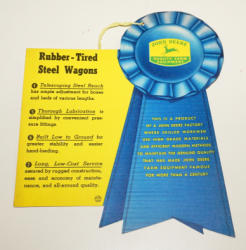 Rubber-Tired
Steel Wagons
1 Telescoping Steel Reach
has ample adjustment for boxes
and beds of various lengths.
2 Thorough Lubrication is
simplified by convenient pres-
sure fittings.
3 Built Low to Ground for
greater stability and easier
hand-loading.
4 Long, Low-Cost Service
assured by rugged construction,
ease and economy of mainte-
nance, and all-around quality.
JOHN DEERE
QUALITY FARM
EQUIPMENT
THIS IS A PRODUCT
OF A JOHN DEERE FACTORY
WHERE SKILLED WORKMEN
USE HIGH GRADE MATERIALS
AND EFFICIENT MODERN METHODS
TO MAINTAIN THE GENUINE QUALITY
THAT HAS MADE JOHN DEERE
FARM EQUIPMENT FAMOUS
FOR MORE THAN A CENTURY